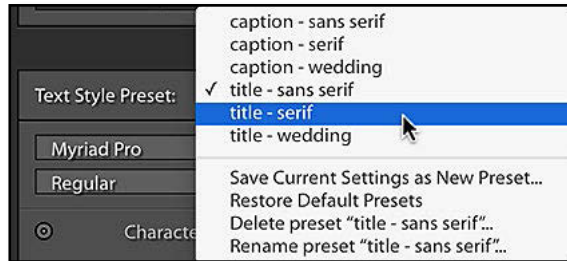 caption - sans serif
caption - serif
caption - wedding
Text Style Preset: ✓ title - sans serif
title - serif
title - wedding
Myriad Pro
Save Current Settings as New Preset...
Regular
Restore Default Presets
Delete preset “title - sans serif”...
Rename preset “title - sans serif”...